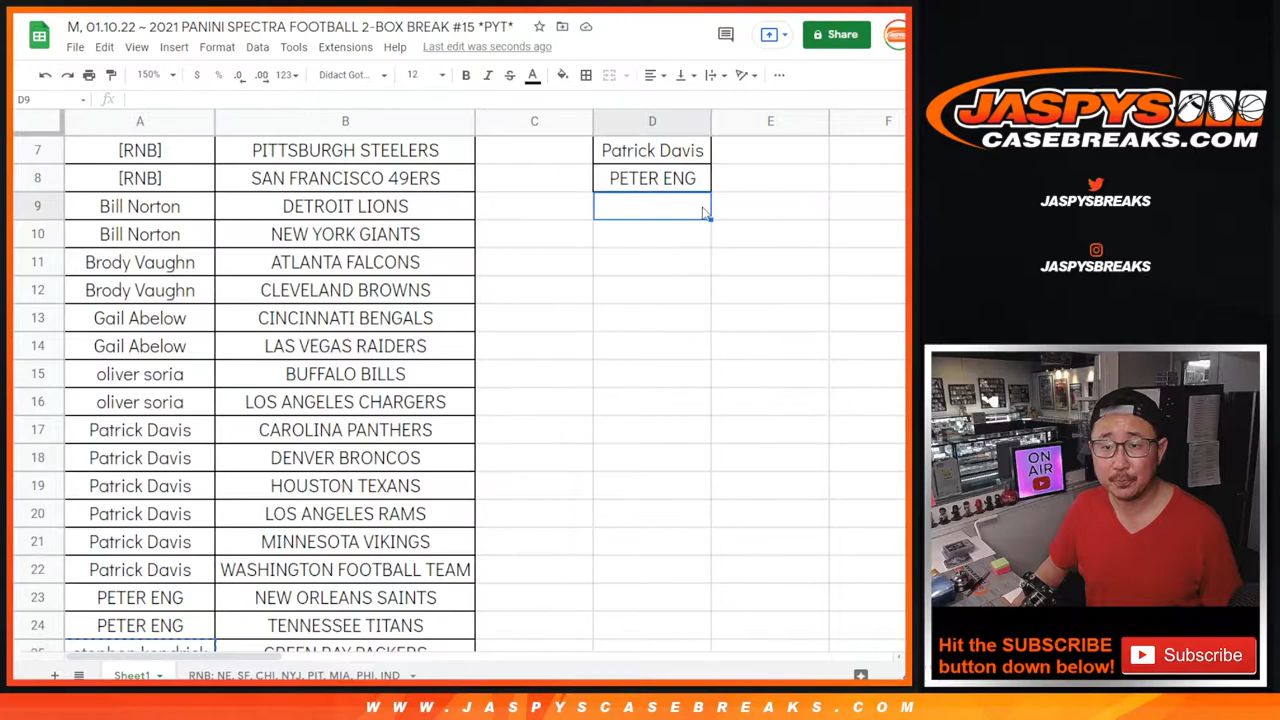 M, 01.10.22 ~ 2021 PANINI SPECTRA FOOTBALL 2-BOX BREAK #15 *PYT*
File Edit View Insert Format Data Tools Extensions Help Last edit was seconds ago
Share
150% $ % .0 .00 123 Didact Got... 12 B I S A
D9 fx
A B C D E F
7 [RNB] PITTSBURGH STEELERS Patrick Davis
8 [RNB] SAN FRANCISCO 49ERS PETER ENG
9 Bill Norton DETROIT LIONS
10 Bill Norton NEW YORK GIANTS
11 Brody Vaughn ATLANTA FALCONS
12 Brody Vaughn CLEVELAND BROWNS
13 Gail Abelow CINCINNATI BENGALS
14 Gail Abelow LAS VEGAS RAIDERS
15 oliver soria BUFFALO BILLS
16 oliver soria LOS ANGELES CHARGERS
17 Patrick Davis CAROLINA PANTHERS
18 Patrick Davis DENVER BRONCOS
19 Patrick Davis HOUSTON TEXANS
20 Patrick Davis LOS ANGELES RAMS
21 Patrick Davis MINNESOTA VIKINGS
22 Patrick Davis WASHINGTON FOOTBALL TEAM
23 PETER ENG NEW ORLEANS SAINTS
24 PETER ENG TENNESSEE TITANS
25 stephen kendrick GREEN BAY PACKERS
Sheet1 RNB: NE, SF, CHI, NYJ, PIT, MIA, PHI, IND
JASPYS
CASEBREAKS.COM
JASPYSBREAKS
JASPYSBREAKS
ON
AIR
Hit the SUBSCRIBE
button down below!
Subscribe
WWW.JASPYSCASEBREAKS.COM